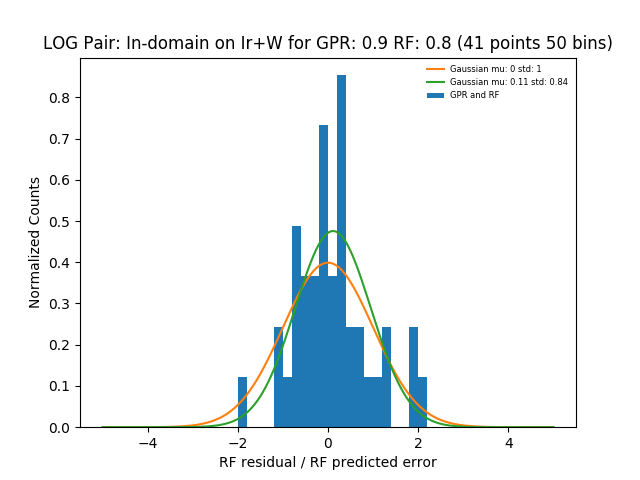 LOG Pair: In-domain on Ir+W for GPR: 0.9 RF: 0.8 (41 points 50 bins)
Gaussian mu: 0 std: 1
Gaussian mu: 0.11 std: 0.84
GPR and RF
Normalized Counts
0.8
0.7
0.6
0.5
0.4
0.3
0.2
0.1
0.0
−4 −2 0 2 4
RF residual / RF predicted error